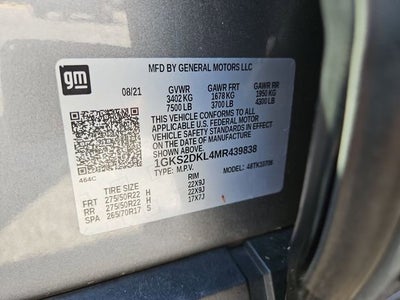 gm
MFD BY GENERAL MOTORS LLC
08/21 GVWR GAWR FRT GAWR RR
3402 KG 1678 KG 1950 KG
7500 LB 3700 LB 4300 LB
THIS VEHICLE CONFORMS TO ALL
APPLICABLE U.S. FEDERAL MOTOR
VEHICLE SAFETY STANDARDS IN
EFFECT ON THE DATE OF MANUFACTURE
SHOWN ABOVE.
1GKS2DKL4MR439838
TYPE: M.P.V. MODEL:
464C
TIRE SIZE RIM
FRT 275/50R22 H 22X9J
RR 275/50R22 H 22X9J
SPA 265/70R17 S 17X7J